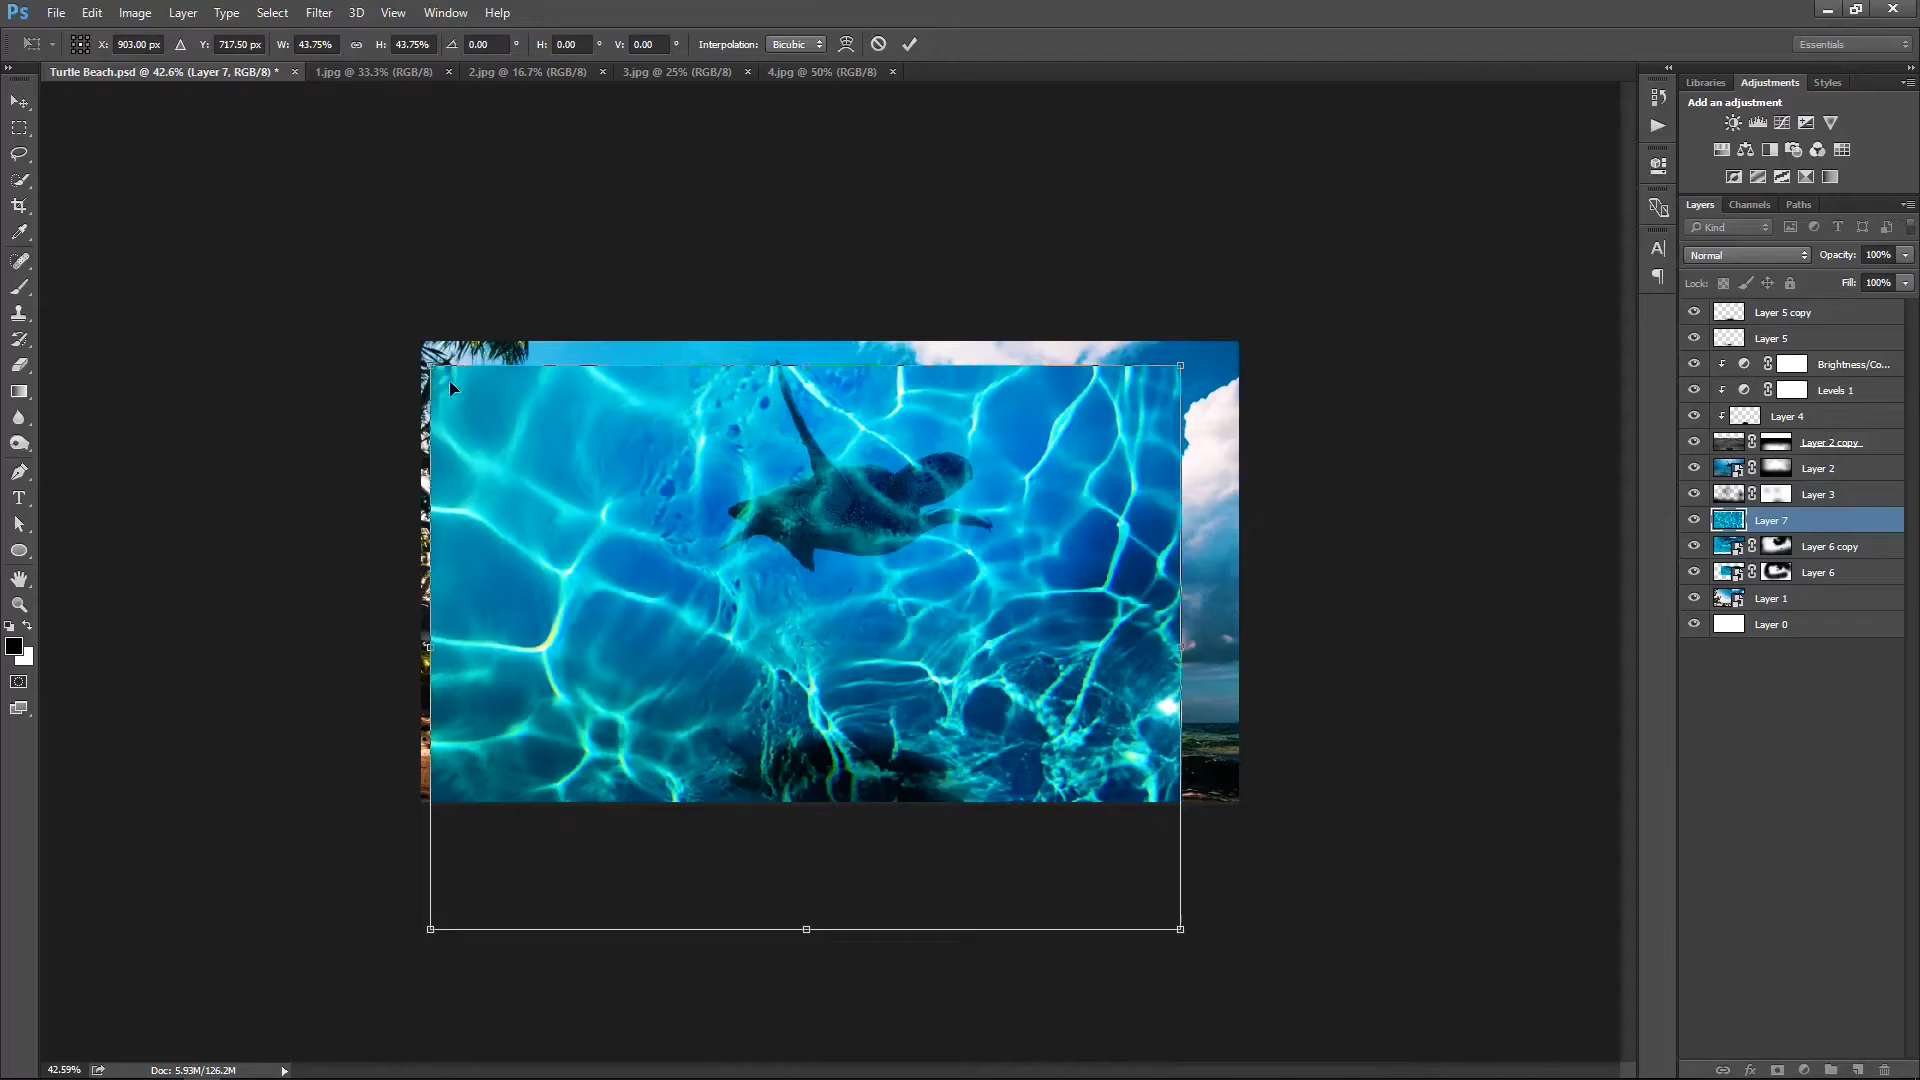 Ps File Edit Image Layer Type Select Filter 3D View Window Help
X: 903.00 px Y: 717.50 px W: 43.75% H: 43.75% 0.00 ° H: 0.00 ° V: 0.00 ° Interpolation: Bicubic Essentials
Turtle Beach.psd @ 42.6% (Layer 7, RGB/8) * × 1.jpg @ 33.3% (RGB/8) × 2.jpg @ 16.7% (RGB/8) × 3.jpg @ 25% (RGB/8) × 4.jpg @ 50% (RGB/8) ×
Libraries Adjustments Styles
Add an adjustment
Layers Channels Paths
Kind
Normal Opacity: 100%
Lock: Fill: 100%
Layer 5 copy
Layer 5
Brightness/Co...
Levels 1
Layer 4
Layer 2 copy
Layer 2
Layer 3
Layer 7
Layer 6 copy
Layer 6
Layer 1
Layer 0
42.59% Doc: 5.93M/126.2M